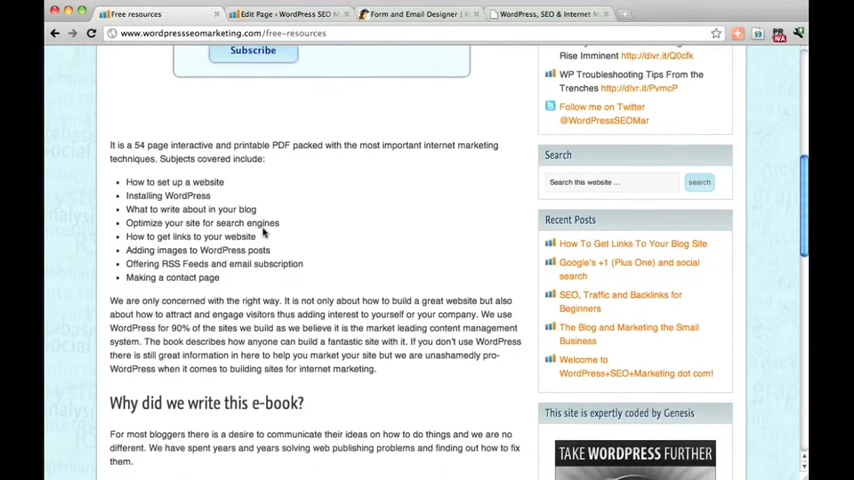 Free resources
Edit Page ‹ WordPress SEO M
Form and Email Designer | M
WordPress, SEO & Internet M
www.wordpressseomarketing.com/free-resources
Subscribe
It is a 54 page interactive and printable PDF packed with the most important internet marketing
techniques. Subjects covered include:
How to set up a website
Installing WordPress
What to write about in your blog
Optimize your site for search engines
How to get links to your website
Adding images to WordPress posts
Offering RSS Feeds and email subscription
Making a contact page
We are only concerned with the right way. It is not only about how to build a great website but also
about how to attract and engage visitors thus adding interest to yourself or your company. We use
WordPress for 90% of the sites we build as we believe it is the market leading content management
system. The book describes how anyone can build a fantastic site with it. If you don't use WordPress
there is still great information in here to help you market your site but we are unashamedly pro-
WordPress when it comes to building sites for internet marketing.
Why did we write this e-book?
For most bloggers there is a desire to communicate their ideas on how to do things and we are no
different. We have spent years and years solving web publishing problems and finding out how to fix
them.
Rise Imminent http://dlvr.it/Q0cfk
WP Troubleshooting Tips From the
Trenches http://dlvr.it/PvmcP
Follow me on Twitter
@WordPressSEOMar
Search
Search this website …
search
Recent Posts
How To Get Links To Your Blog Site
Google's +1 (Plus One) and social
search
SEO, Traffic and Backlinks for
Beginners
The Blog and Marketing the Small
Business
Welcome to
WordPress+SEO+Marketing dot com!
This site is expertly coded by Genesis
TAKE WORDPRESS FURTHER